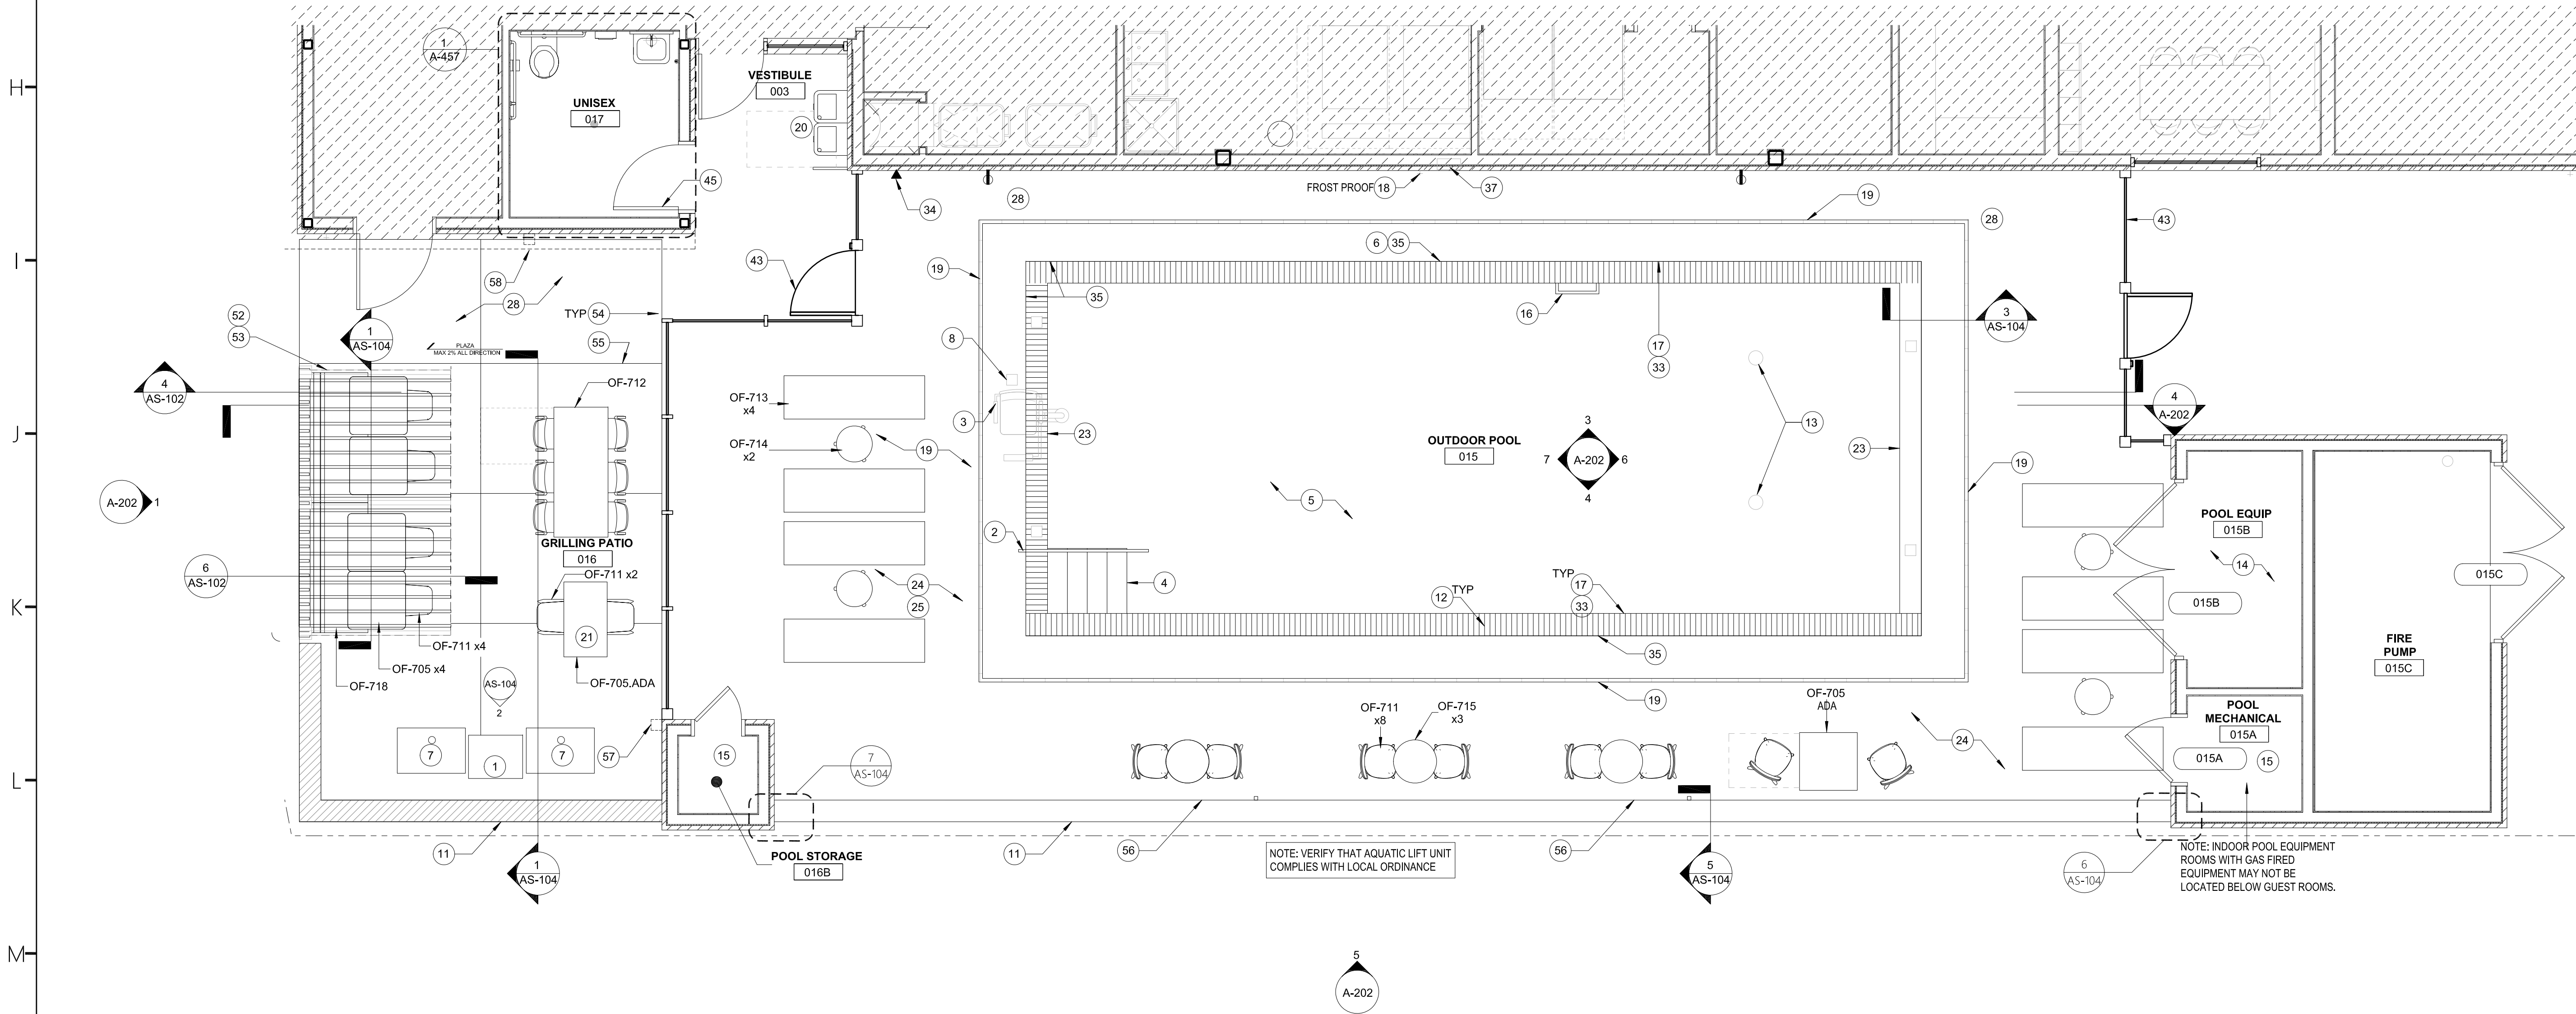 H
I
J
K
L
M
1
A-457
UNISEX
017
VESTIBULE
003
20
45
34
28
FROST PROOF 18
37
19
28
43
43
58
28
52
53
1
AS-104
PLAZA
MAX 2% ALL DIRECTION
TYP 54
55
4
AS-102
A-202
1
6
AS-102
OF-712
GRILLING PATIO
016
OF-711 x2
21
OF-711 x4
OF-705 x4
OF-718
OF-705.ADA
AS-104
2
7
1
7
57
15
7
AS-104
11
1
AS-104
POOL STORAGE
016B
19
6
35
35
8
3
OF-713
x4
OF-714
x2
19
23
2
24
25
4
5
16
17
33
13
OUTDOOR POOL
015
3
7
A-202
6
4
23
3
AS-104
19
TYP
12
TYP
17
33
35
19
OF-711
x8
OF-715
x3
OF-705
ADA
24
11
56
56
NOTE: VERIFY THAT AQUATIC LIFT UNIT
COMPLIES WITH LOCAL ORDINANCE
5
AS-104
5
A-202
4
A-202
POOL EQUIP
015B
14
015B
015C
FIRE
PUMP
015C
POOL
MECHANICAL
015A
015A
15
6
AS-104
NOTE: INDOOR POOL EQUIPMENT
ROOMS WITH GAS FIRED
EQUIPMENT MAY NOT BE
LOCATED BELOW GUEST ROOMS.